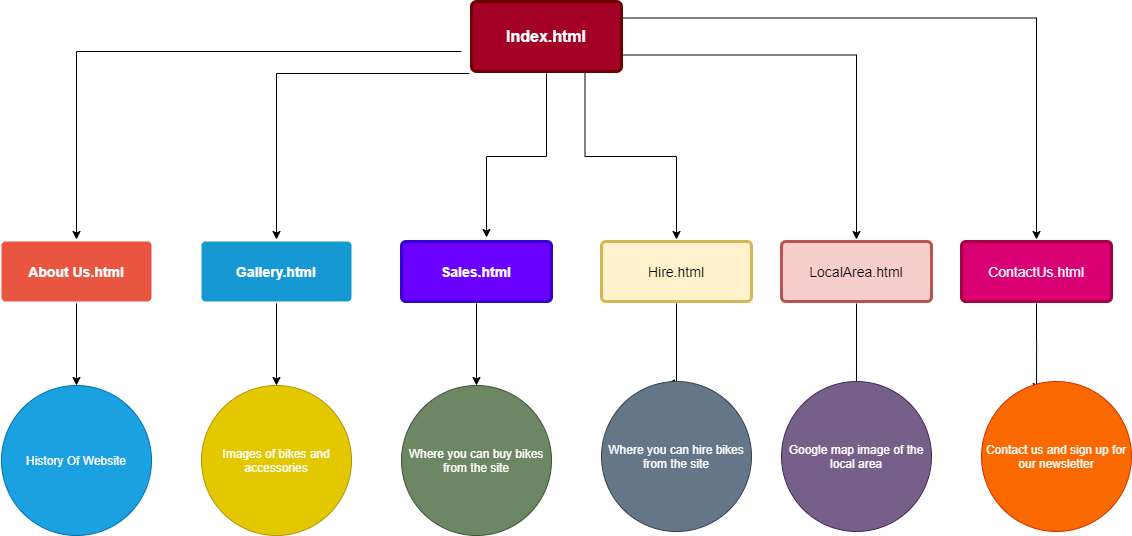 Index.html
About Us.html
Gallery.html
Sales.html
Hire.html
LocalArea.html
ContactUs.html
History Of Website
Images of bikes and
accessories
Where you can buy bikes
from the site
Where you can hire bikes
from the site
Google map image of the
local area
Contact us and sign up for
our newsletter